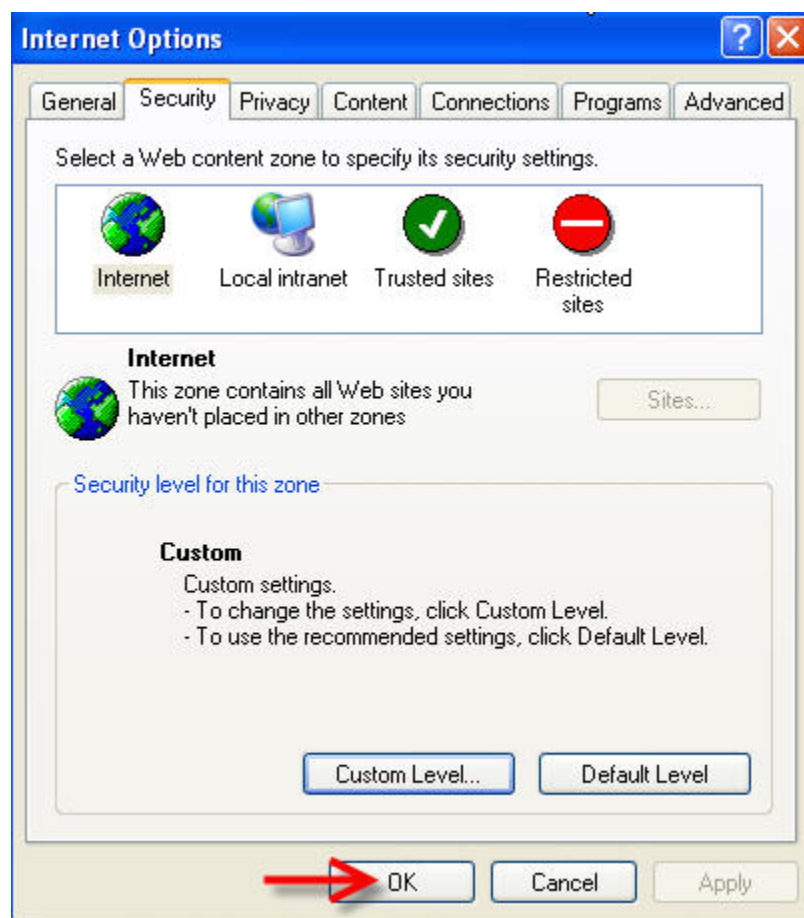 Internet Options
General Security Privacy Content Connections Programs Advanced
Select a Web content zone to specify its security settings.
Internet Local intranet Trusted sites Restricted
sites
Internet
This zone contains all Web sites you
haven't placed in other zones
Sites...
Security level for this zone
Custom
Custom settings.
- To change the settings, click Custom Level.
- To use the recommended settings, click Default Level.
Custom Level... Default Level
OK Cancel Apply